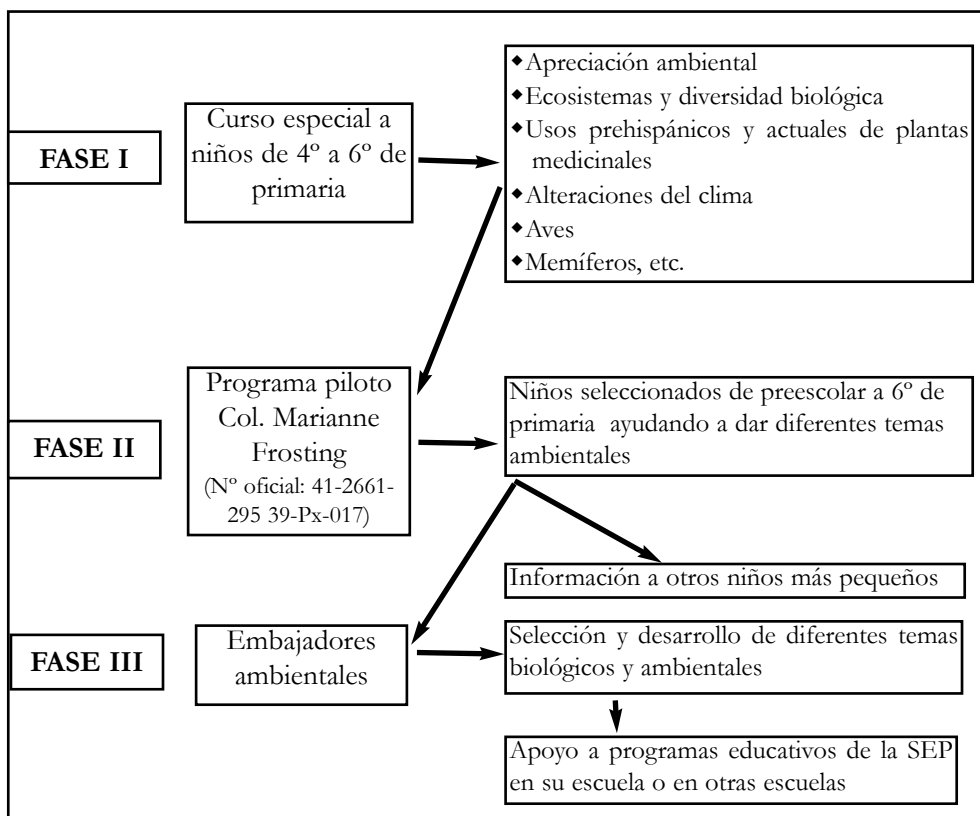 FASE I
Curso especial a
niños de 4º a 6º de
primaria
◆Apreciación ambiental
◆Ecosistemas y diversidad biológica
◆Usos prehispánicos y actuales de plantas
medicinales
◆Alteraciones del clima
◆Aves
◆Memíferos, etc.
FASE II
Programa piloto
Col. Marianne
Frosting
(Nº oficial: 41-2661-
295 39-Px-017)
Niños seleccionados de preescolar a 6º de
primaria ayudando a dar diferentes temas
ambientales
Información a otros niños más pequeños
FASE III
Embajadores
ambientales
Selección y desarrollo de diferentes temas
biológicos y ambientales
Apoyo a programas educativos de la SEP
en su escuela o en otras escuelas